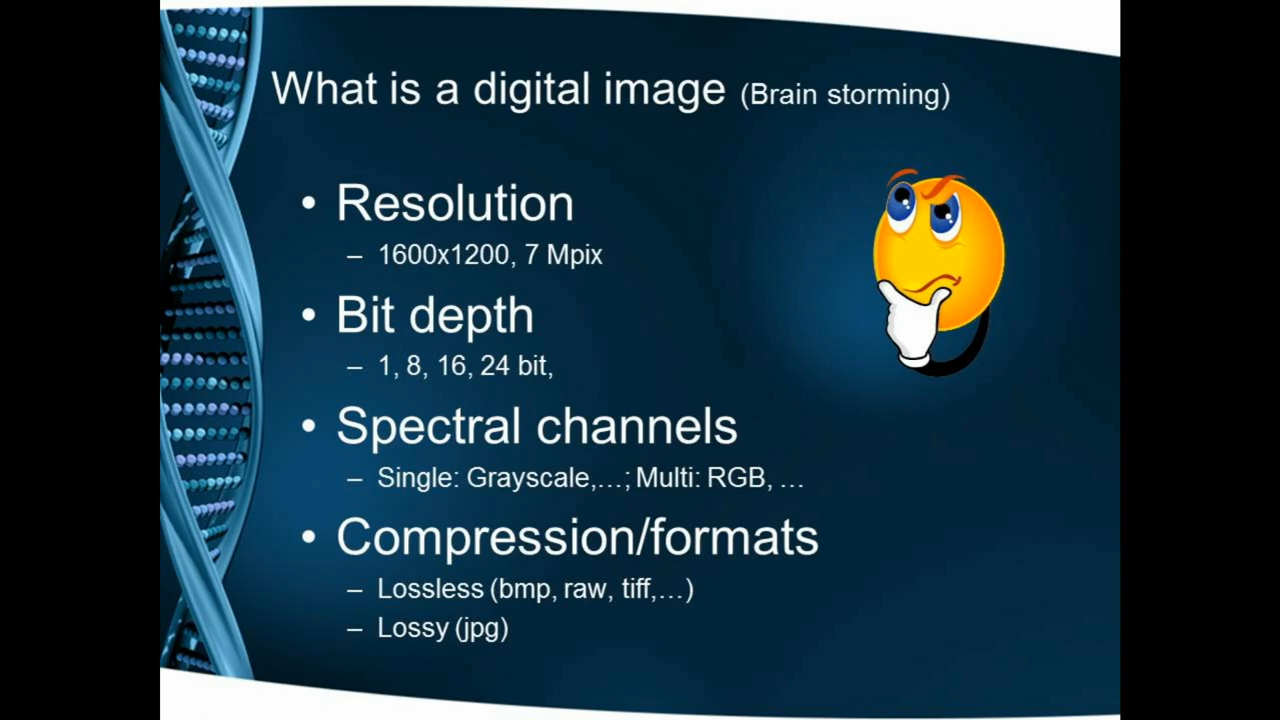 What is a digital image (Brain storming)
• Resolution
– 1600x1200, 7 Mpix
• Bit depth
– 1, 8, 16, 24 bit,
• Spectral channels
– Single: Grayscale,…; Multi: RGB, …
• Compression/formats
– Lossless (bmp, raw, tiff,…)
– Lossy (jpg)